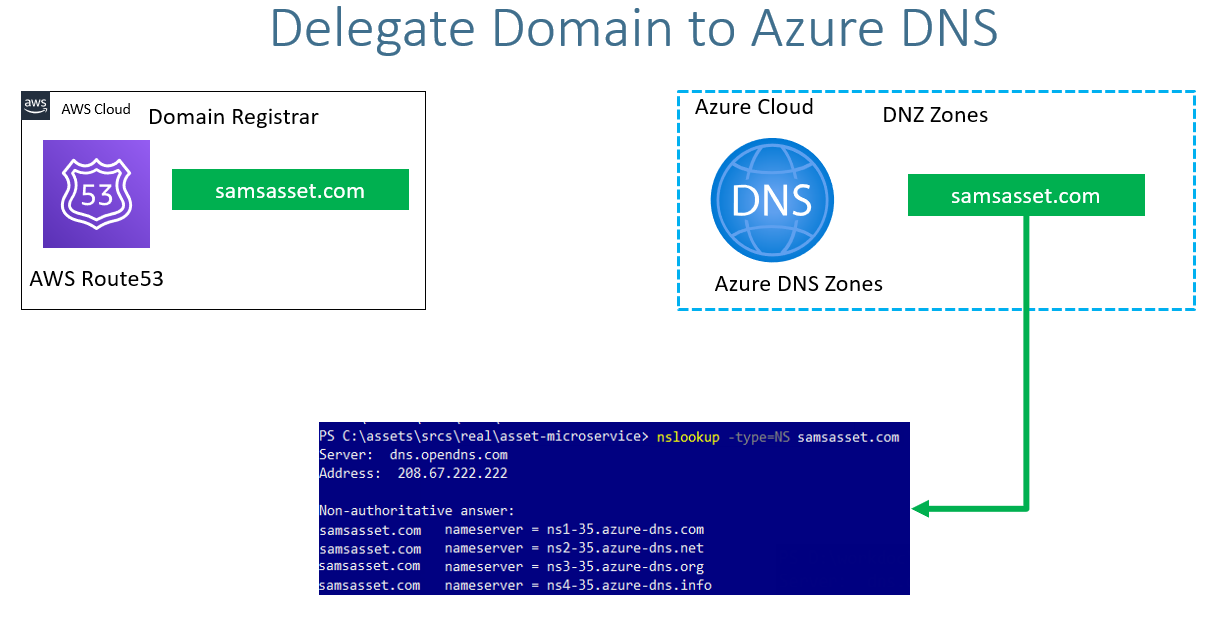 Delegate Domain to Azure DNS
aws
AWS Cloud
Domain Registrar
53
samsasset.com
AWS Route53
Azure Cloud
DNZ Zones
DNS
samsasset.com
Azure DNS Zones
PS C:\assets\srcs\real\asset-microservice> nslookup -type=NS samsasset.com
Server:  dns.opendns.com
Address:  208.67.222.222
Non-authoritative answer:
samsasset.com   nameserver = ns1-35.azure-dns.com
samsasset.com   nameserver = ns2-35.azure-dns.net
samsasset.com   nameserver = ns3-35.azure-dns.org
samsasset.com   nameserver = ns4-35.azure-dns.info